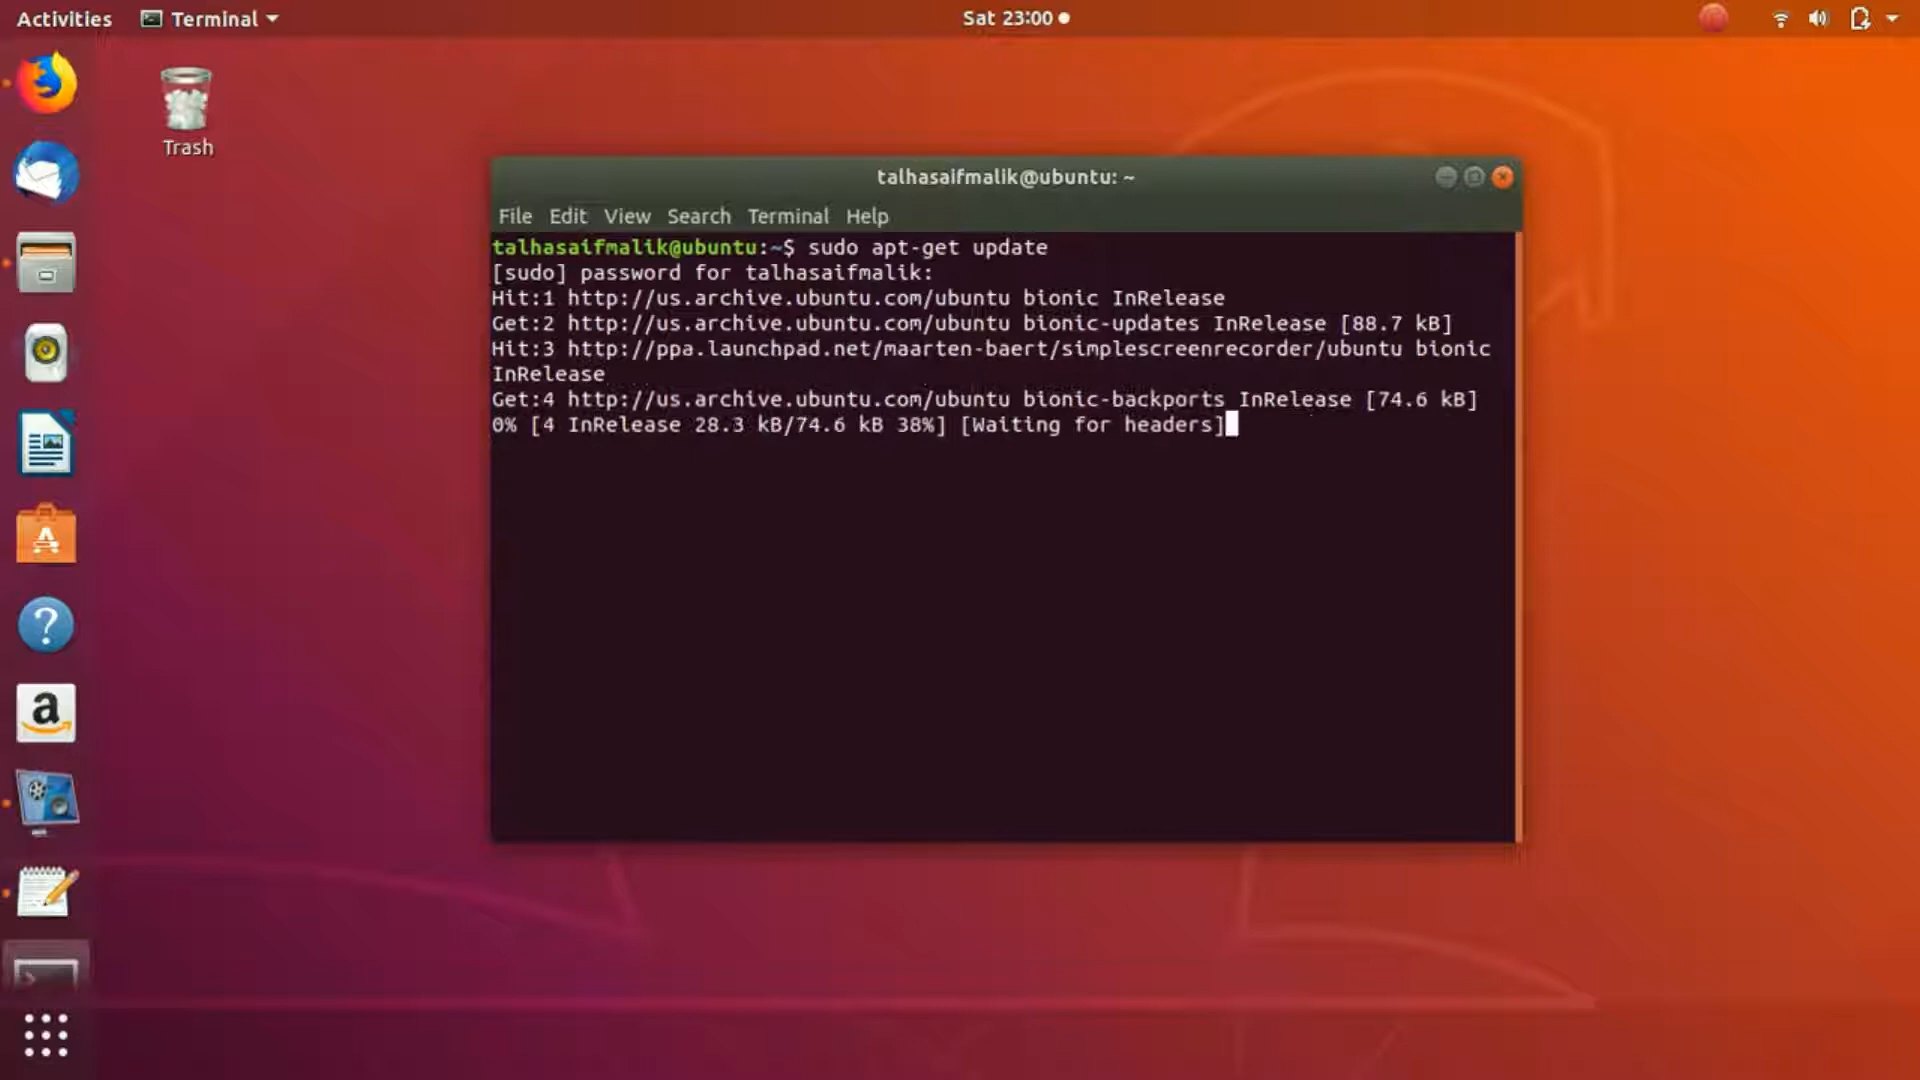 Activities Terminal Sat 23:00
Trash
talhasaifmalik@ubuntu: ~
File Edit View Search Terminal Help
talhasaifmalik@ubuntu:~$ sudo apt-get update
[sudo] password for talhasaifmalik:
Hit:1 http://us.archive.ubuntu.com/ubuntu bionic InRelease
Get:2 http://us.archive.ubuntu.com/ubuntu bionic-updates InRelease [88.7 kB]
Hit:3 http://ppa.launchpad.net/maarten-baert/simplescreenrecorder/ubuntu bionic
InRelease
Get:4 http://us.archive.ubuntu.com/ubuntu bionic-backports InRelease [74.6 kB]
0% [4 InRelease 28.3 kB/74.6 kB 38%] [Waiting for headers]